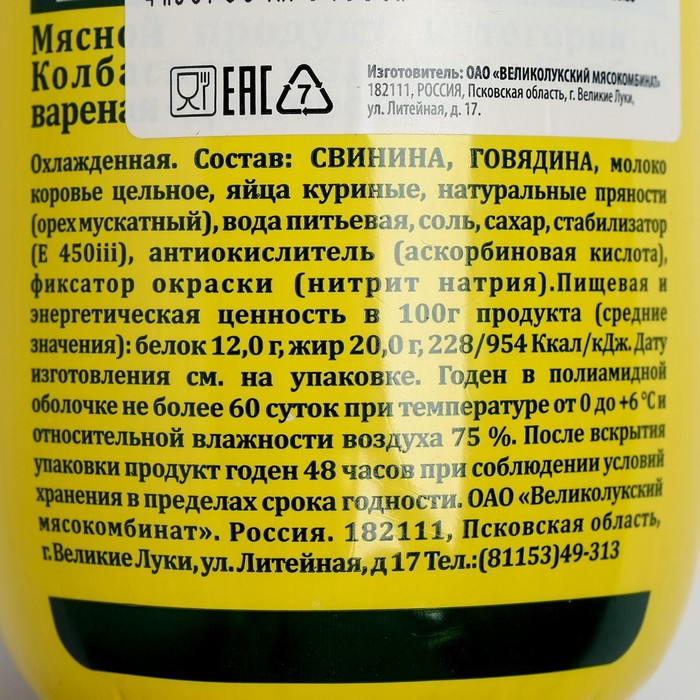 Мясной продукт категории А,
Изготовитель: ОАО «ВЕЛИКОЛУКСКИЙ МЯСОКОМБИНАТ»
182111, РОССИЯ, Псковская область, г. Великие Луки,
ул. Литейная, д. 17.
EAC 7
Колбас
варена
Охлажденная. Состав: СВИНИНА, ГОВЯДИНА, молоко
коровье цельное, яйца куриные, натуральные пряности
(орех мускатный), вода питьевая, соль, сахар, стабилизатор
(Е 450iii), антиокислитель (аскорбиновая кислота),
фиксатор окраски (нитрит натрия).Пищевая и
энергетическая ценность в 100г продукта (средние
значения): белок 12,0 г, жир 20,0 г, 228/954 Ккал/кДж. Дату
изготовления см. на упаковке. Годен в полиамидной
оболочке не более 60 суток при температуре от 0 до +6 °С и
относительной влажности воздуха 75 %. После вскрытия
упаковки продукт годен 48 часов при соблюдении условий
хранения в пределах срока годности. ОАО «Великолукский
мясокомбинат». Россия. 182111, Псковская область,
г. Великие Луки, ул. Литейная, д 17 Тел.:(81153)49-313